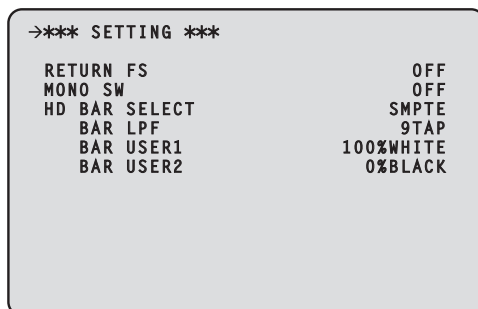 →*** SETTING ***
RETURN FS OFF
MONO SW OFF
HD BAR SELECT SMPTE
BAR LPF 9TAP
BAR USER1 100%WHITE
BAR USER2 0%BLACK